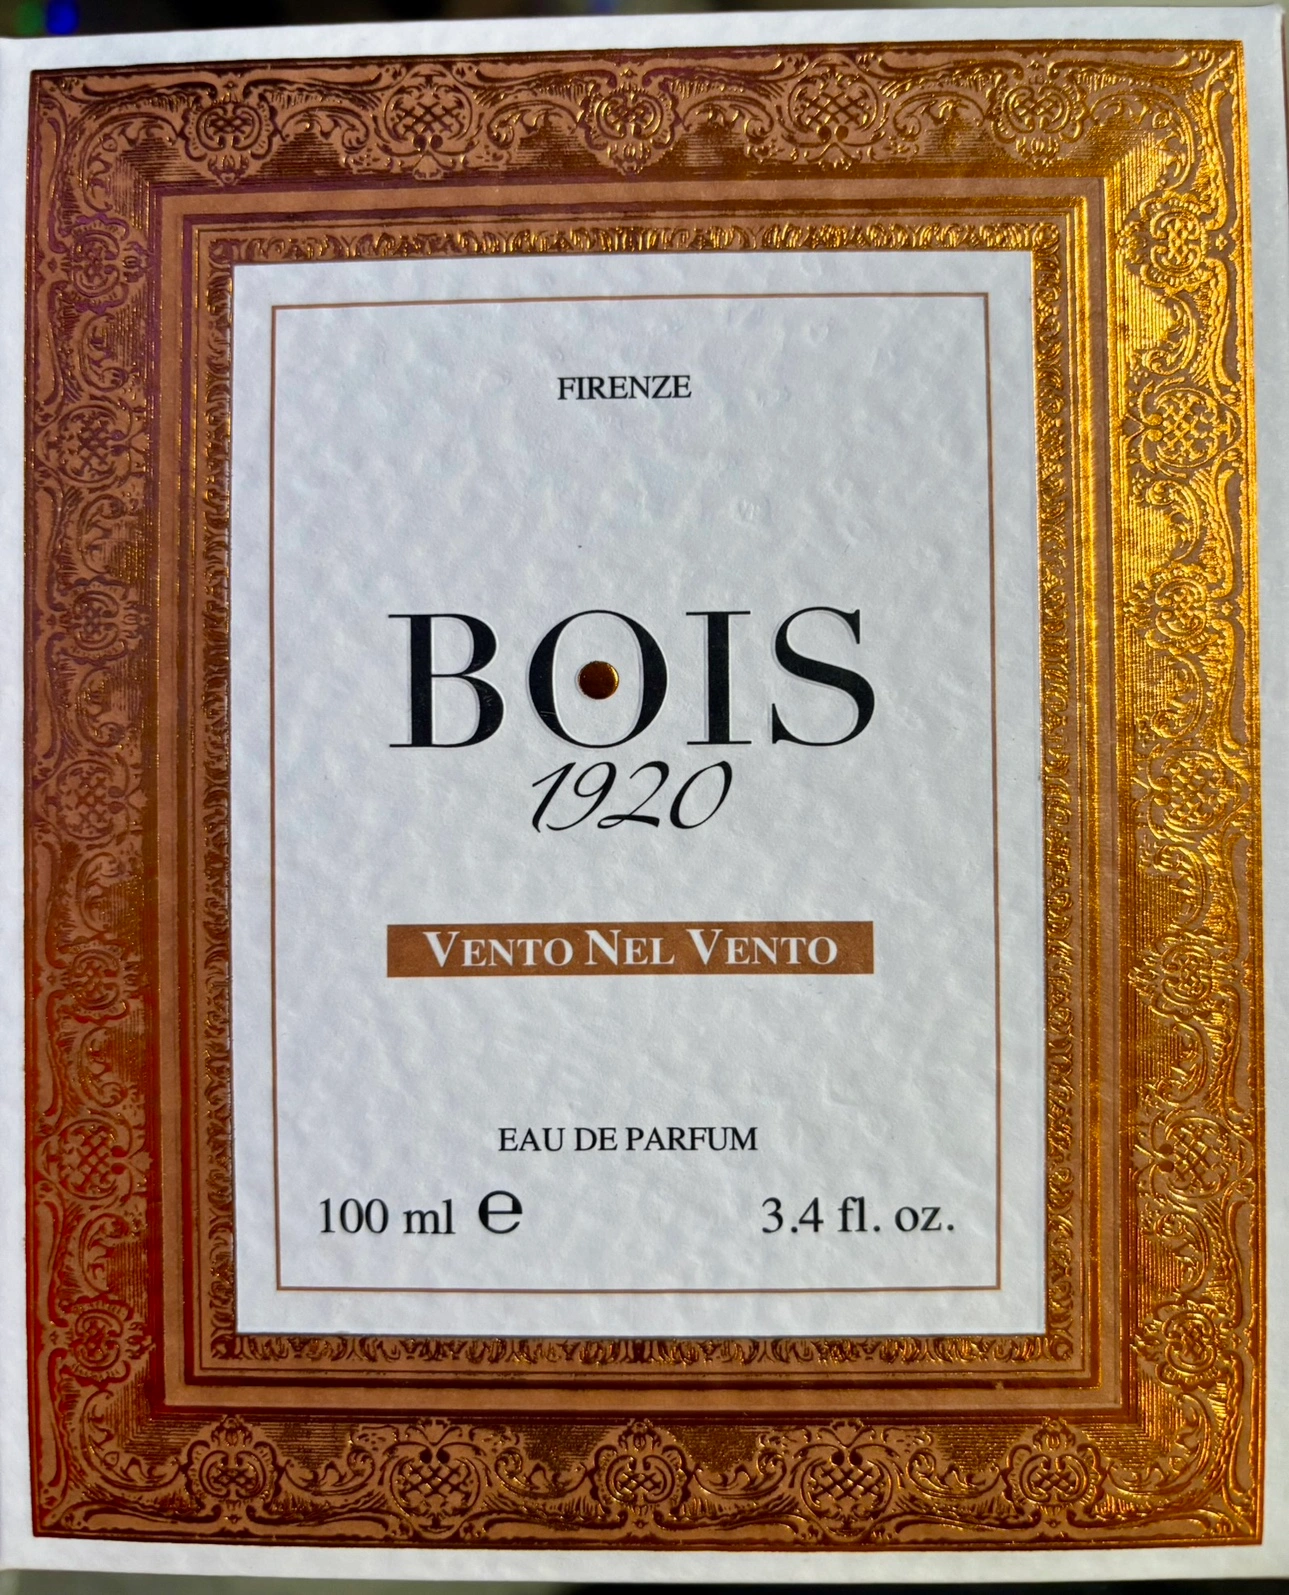 FIRENZE
BOIS
1920
VENTO NEL VENTO
EAU DE PARFUM
100 ml ℮ 3.4 fl. oz.